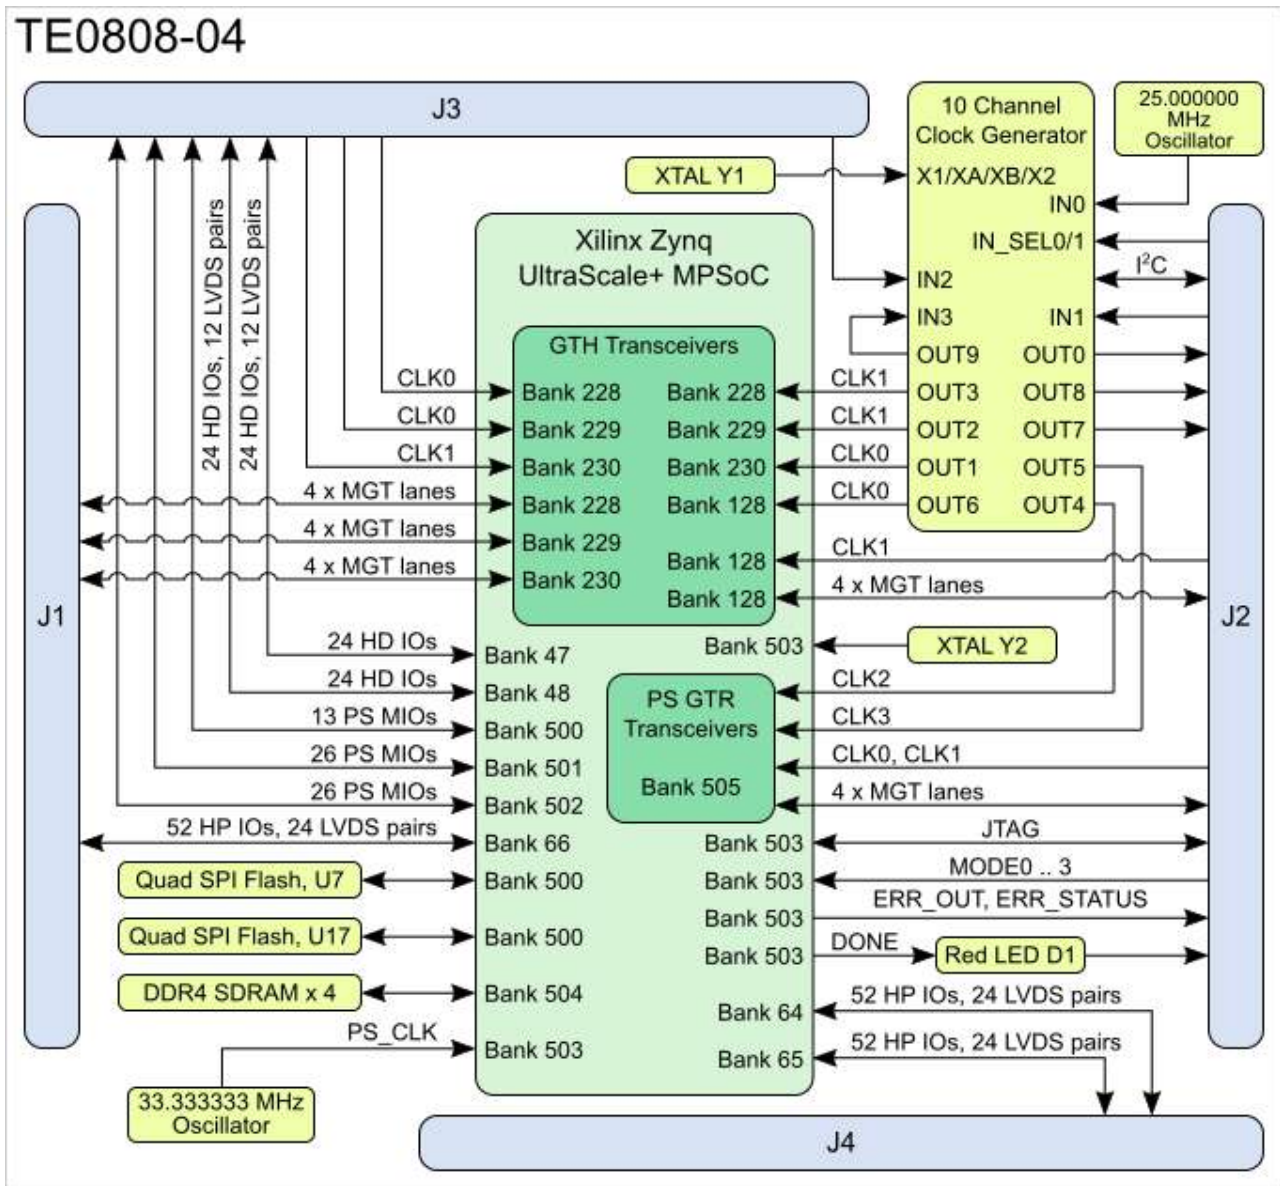 TE0808-04
J3
10 Channel
Clock Generator
25.000000
MHz
Oscillator
XTAL Y1
X1/XA/XB/X2
IN0
IN_SEL0/1
I²C
IN2
IN3
IN1
OUT9
OUT0
OUT3
OUT8
OUT2
OUT7
OUT1
OUT5
OUT6
OUT4
Xilinx Zynq
UltraScale+ MPSoC
24 HD IOs, 12 LVDS pairs
24 HD IOs, 12 LVDS pairs
GTH Transceivers
CLK0
Bank 228
Bank 228
CLK1
CLK0
Bank 229
Bank 229
CLK1
CLK1
Bank 230
Bank 230
CLK0
4 x MGT lanes
Bank 228
Bank 128
CLK0
4 x MGT lanes
Bank 229
Bank 128
CLK1
4 x MGT lanes
Bank 230
Bank 128
4 x MGT lanes
J1
J2
24 HD IOs
Bank 47
Bank 503
XTAL Y2
24 HD IOs
Bank 48
PS GTR
Transceivers
CLK2
13 PS MIOs
Bank 500
CLK3
26 PS MIOs
Bank 501
Bank 505
CLK0, CLK1
26 PS MIOs
Bank 502
4 x MGT lanes
52 HP IOs, 24 LVDS pairs
Bank 66
Bank 503
JTAG
Quad SPI Flash, U7
Bank 500
Bank 503
MODE0 .. 3
Bank 503
ERR_OUT, ERR_STATUS
Quad SPI Flash, U17
Bank 500
Bank 503
DONE
Red LED D1
DDR4 SDRAM x 4
Bank 504
Bank 64
52 HP IOs, 24 LVDS pairs
PS_CLK
Bank 503
Bank 65
52 HP IOs, 24 LVDS pairs
33.333333 MHz
Oscillator
J4